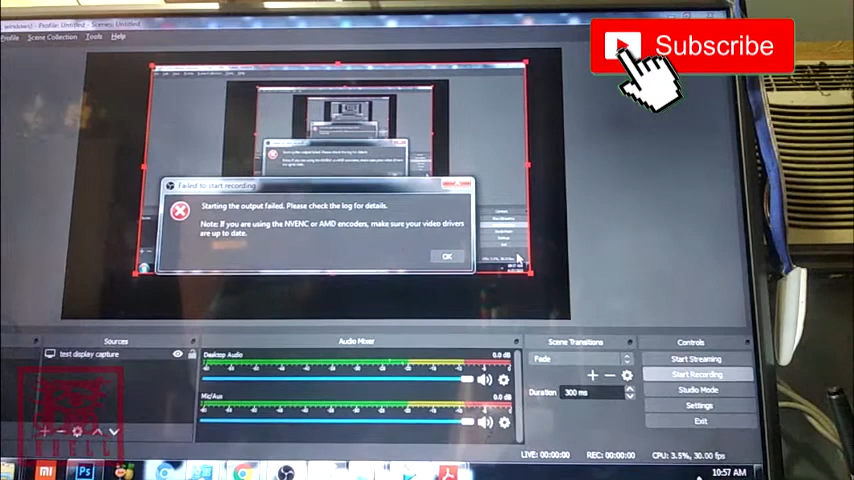 windows) - Profile: Untitled - Scenes: Untitled
Profile Scene Collection Tools Help
Subscribe
Failed to start recording
Starting the output failed. Please check the log for details.
Note: If you are using the NVENC or AMD encoders, make sure your video drivers
are up to date.
OK
Sources
Audio Mixer
Scene Transitions
Controls
test display capture
Desktop Audio
0.0 dB
Mic/Aux
0.0 dB
Fade
Duration
300 ms
Start Streaming
Start Recording
Studio Mode
Settings
Exit
LIVE: 00:00:00
REC: 00:00:00
CPU: 3.5%, 30.00 fps
Ps
10:57 AM